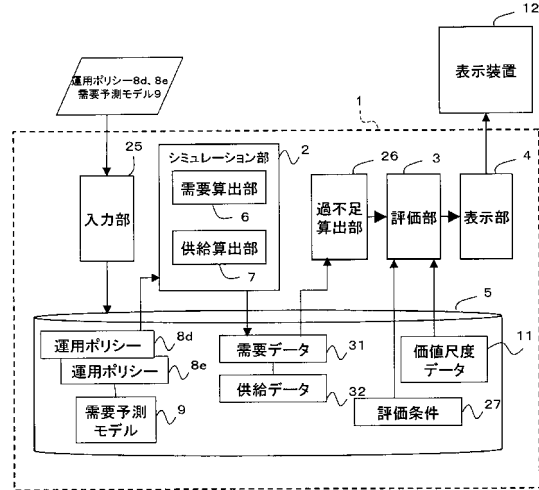 12
表示装置
運用ポリシー8d、8e
需要予測モデル9
1
25
入力部
シミュレーション部
2
需要算出部
6
供給算出部
7
26
過不足
算出部
3
評価部
4
表示部
5
運用ポリシー
8d
運用ポリシー
8e
需要予測
モデル
9
需要データ
31
供給データ
32
価値尺度
データ
11
評価条件
27